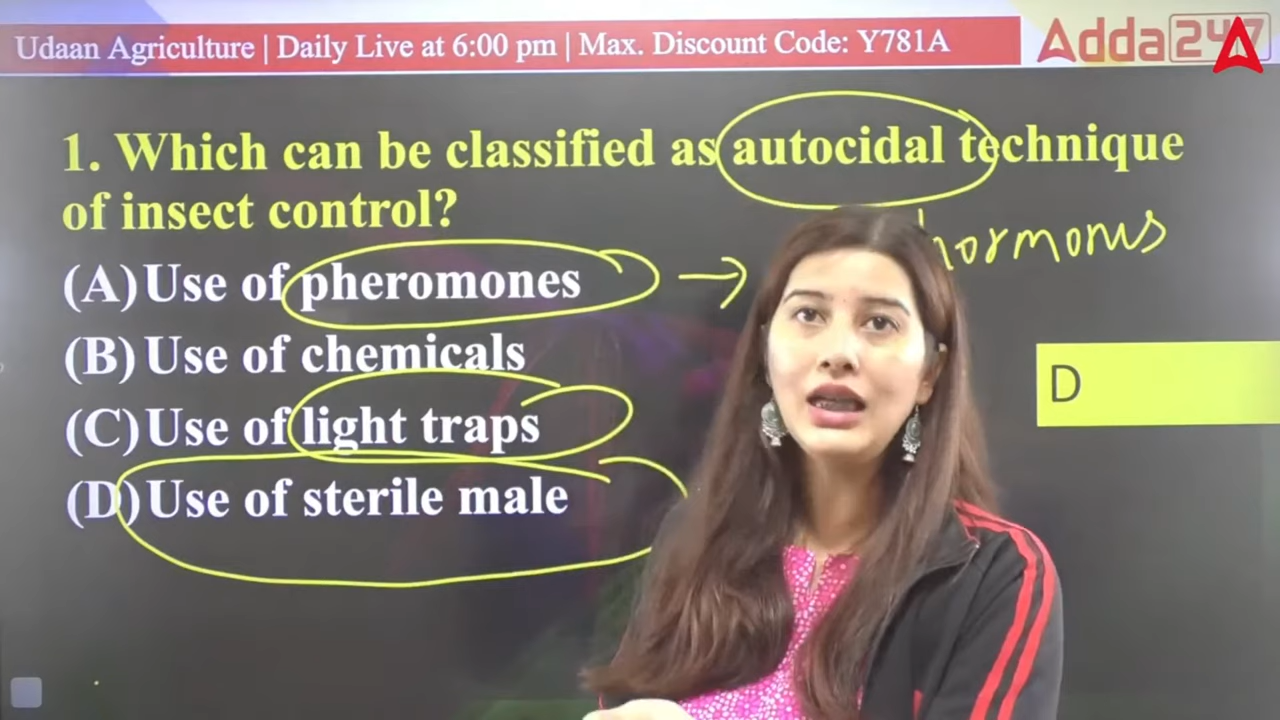 Udaan Agriculture | Daily Live at 6:00 pm | Max. Discount Code: Y781A
Adda247
1. Which can be classified as autocidal technique
of insect control?
hormones
(A) Use of pheromones →
(B) Use of chemicals
D
(C) Use of light traps
(D) Use of sterile male